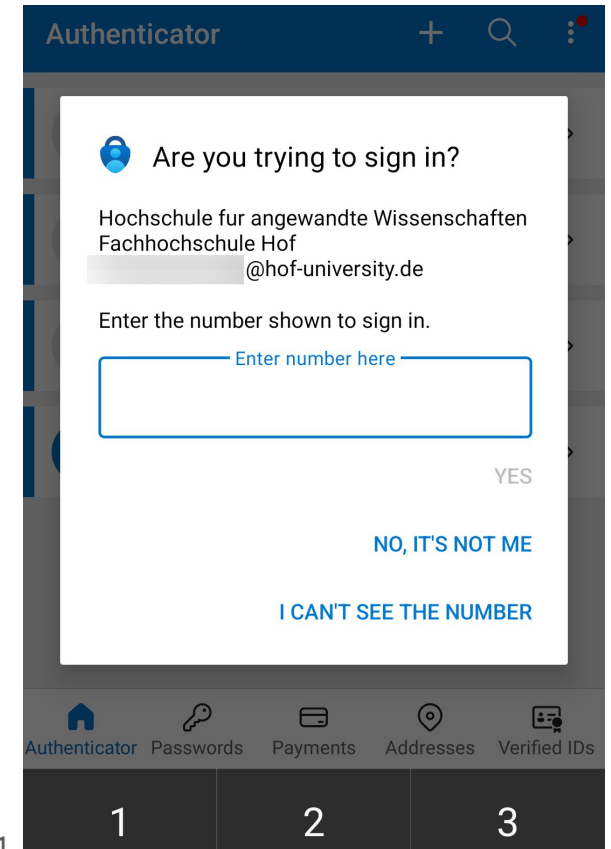 Authenticator
Are you trying to sign in?
Hochschule fur angewandte Wissenschaften
Fachhochschule Hof
@hof-university.de
Enter the number shown to sign in.
Enter number here
YES
NO, IT'S NOT ME
I CAN'T SEE THE NUMBER
Authenticator Passwords Payments Addresses Verified IDs
1 2 3
1